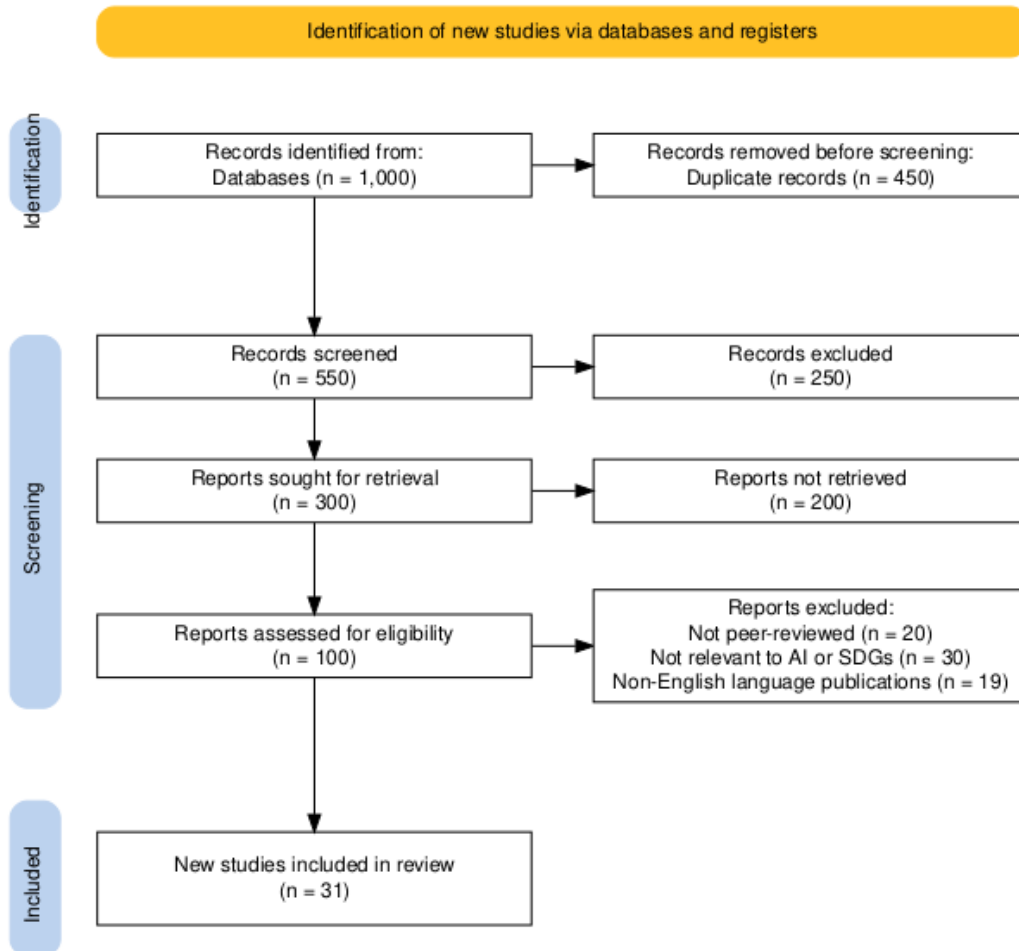 Identification of new studies via databases and registers
Identification
Records identified from:
Databases (n = 1,000)
Records removed before screening:
Duplicate records (n = 450)
Screening
Records screened
(n = 550)
Records excluded
(n = 250)
Reports sought for retrieval
(n = 300)
Reports not retrieved
(n = 200)
Reports assessed for eligibility
(n = 100)
Reports excluded:
Not peer-reviewed (n = 20)
Not relevant to AI or SDGs (n = 30)
Non-English language publications (n = 19)
Included
New studies included in review
(n = 31)